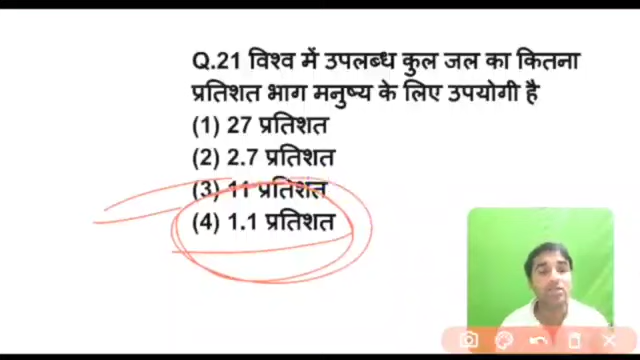 Q.21 विश्व में उपलब्ध कुल जल का कितना
प्रतिशत भाग मनुष्य के लिए उपयोगी है
(1) 27 प्रतिशत
(2) 2.7 प्रतिशत
(3) 11 प्रतिशत
(4) 1.1 प्रतिशत